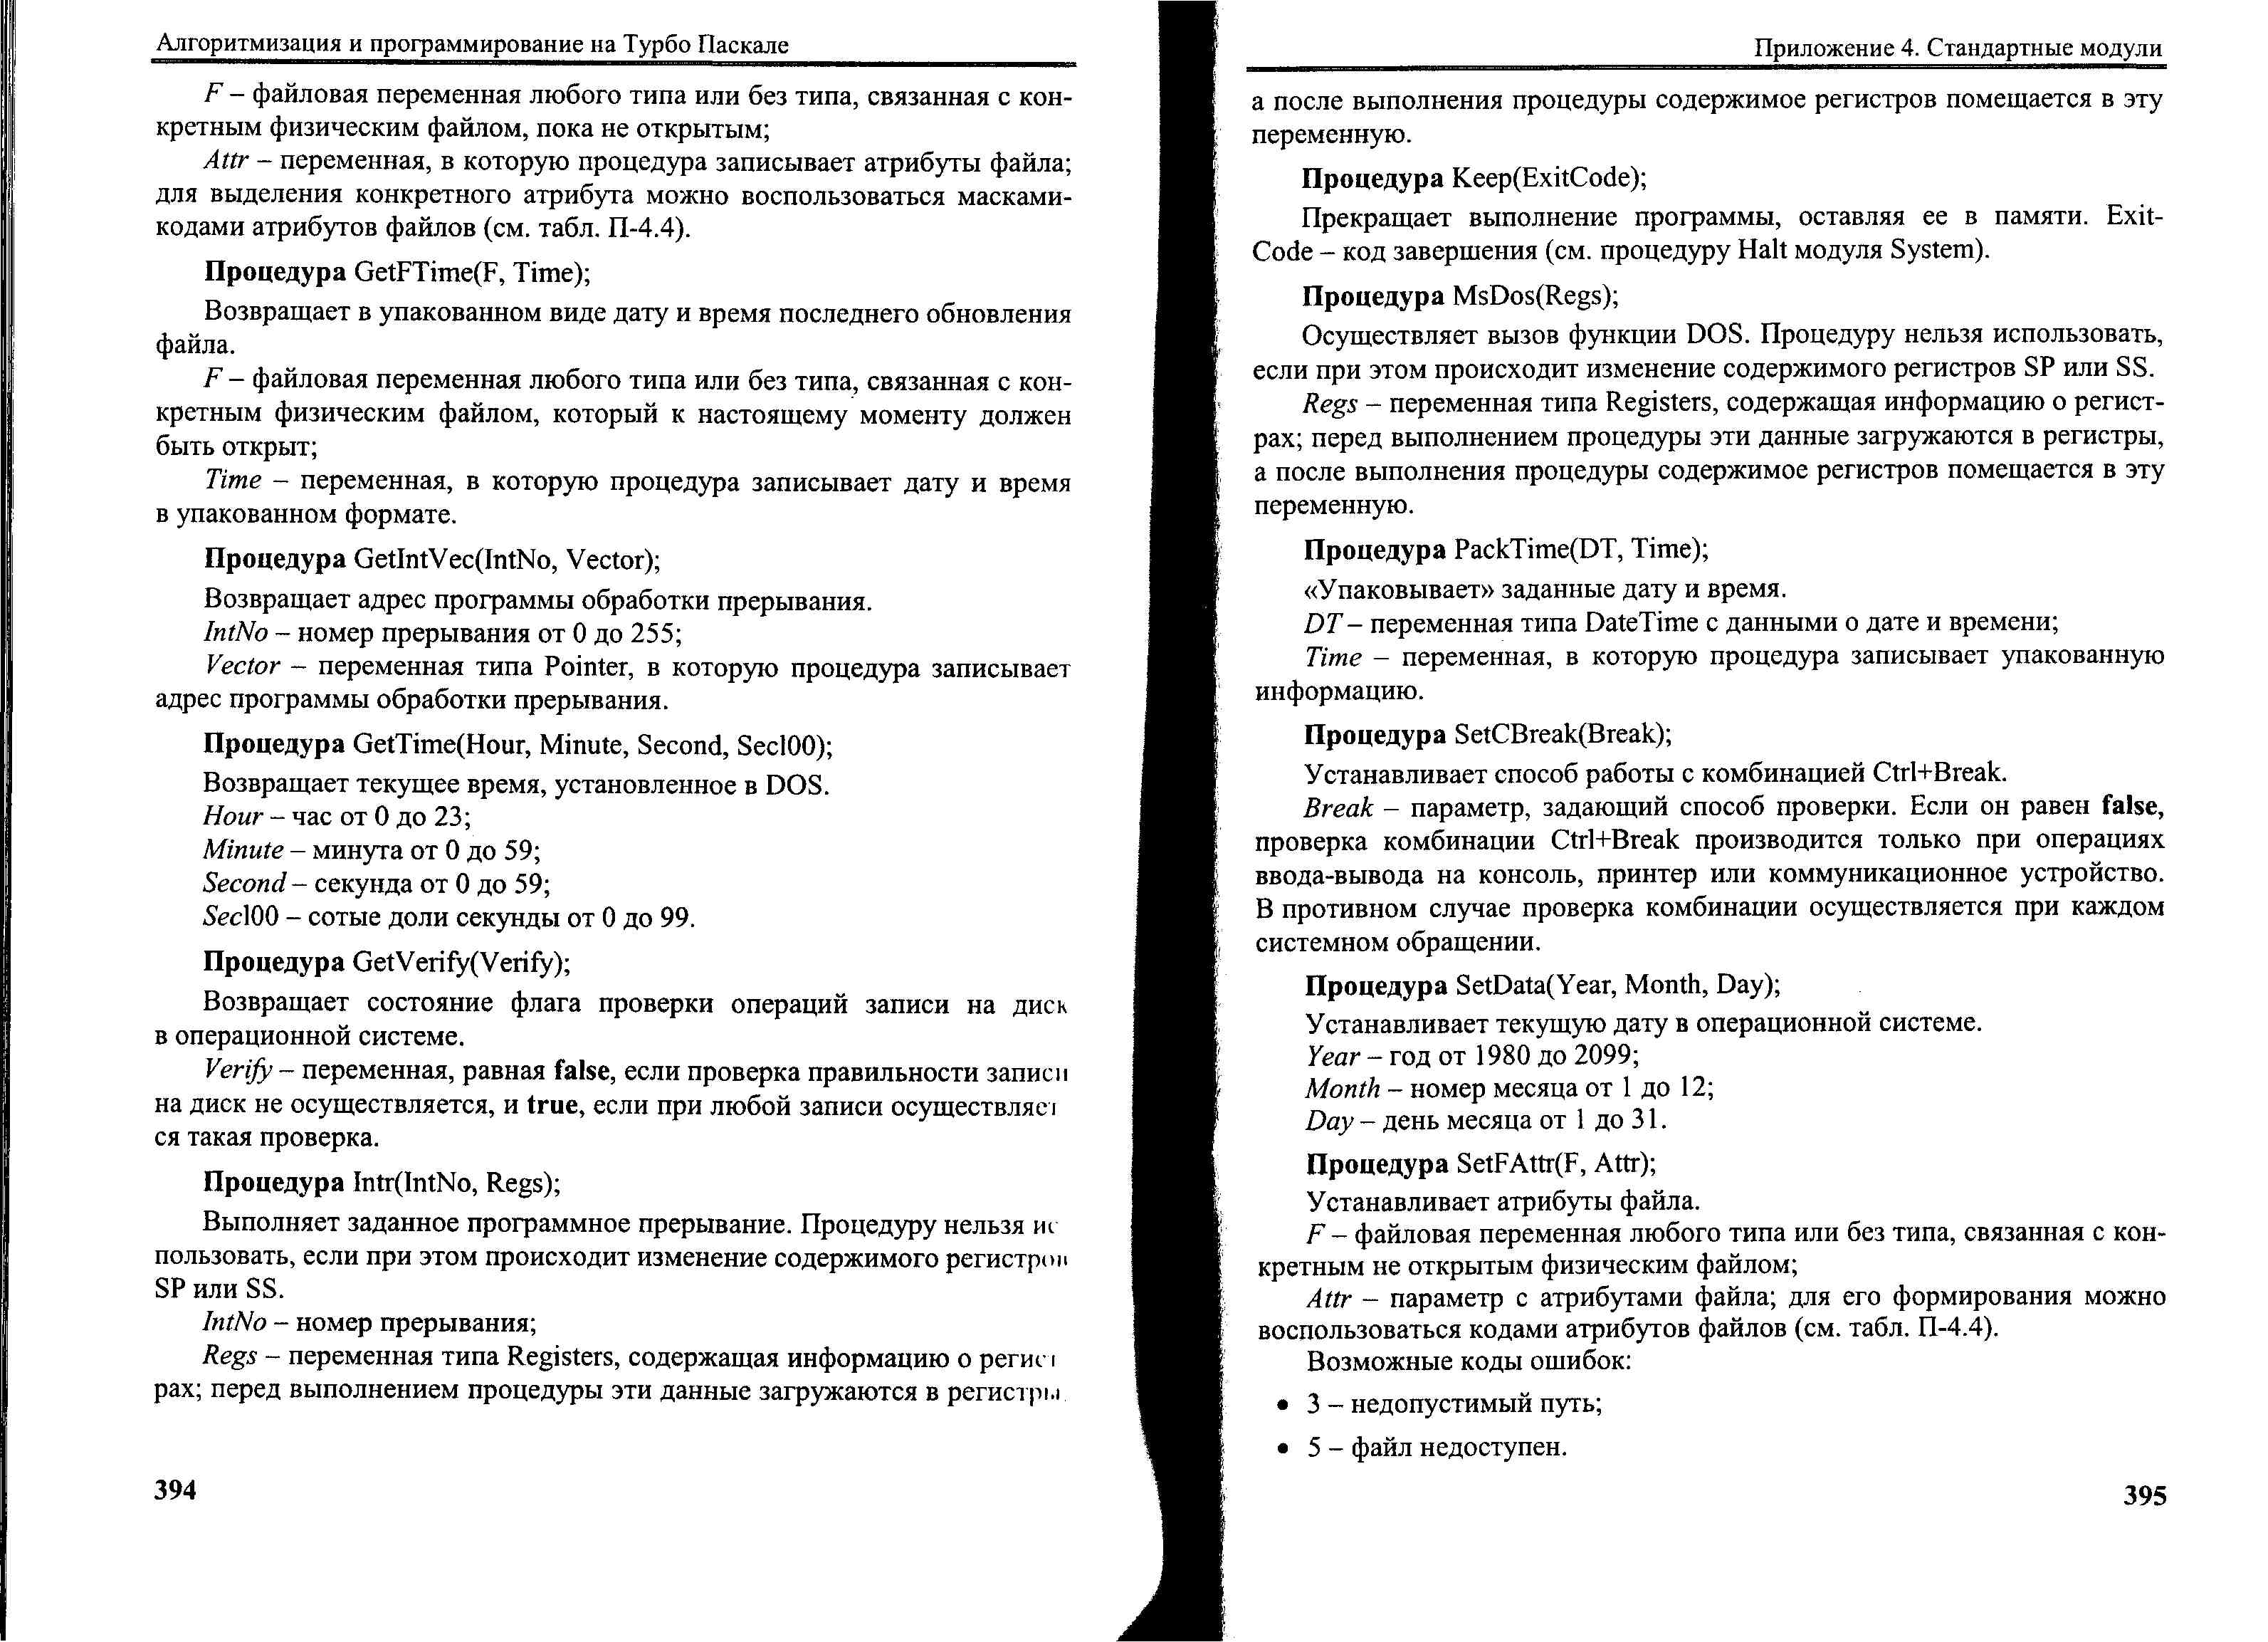 Алгоритмизация и программирование на Турбо Паскале
F – файловая переменная любого типа или без типа, связанная с кон-
кретным физическим файлом, пока не открытым;
Attr – переменная, в которую процедура записывает атрибуты файла;
для выделения конкретного атрибута можно воспользоваться масками-
кодами атрибутов файлов (см. табл. П-4.4).
Процедура GetFTime(F, Time);
Возвращает в упакованном виде дату и время последнего обновления
файла.
F – файловая переменная любого типа или без типа, связанная с кон-
кретным физическим файлом, который к настоящему моменту должен
быть открыт;
Time – переменная, в которую процедура записывает дату и время
в упакованном формате.
Процедура GetIntVec(IntNo, Vector);
Возвращает адрес программы обработки прерывания.
IntNo – номер прерывания от 0 до 255;
Vector – переменная типа Pointer, в которую процедура записывает
адрес программы обработки прерывания.
Процедура GetTime(Hour, Minute, Second, Sec100);
Возвращает текущее время, установленное в DOS.
Hour – час от 0 до 23;
Minute – минута от 0 до 59;
Second – секунда от 0 до 59;
Sec100 – сотые доли секунды от 0 до 99.
Процедура GetVerify(Verify);
Возвращает состояние флага проверки операций записи на диск
в операционной системе.
Verify – переменная, равная false, если проверка правильности записи
на диск не осуществляется, и true, если при любой записи осуществляет
ся такая проверка.
Процедура Intr(IntNo, Regs);
Выполняет заданное программное прерывание. Процедуру нельзя ис
пользовать, если при этом происходит изменение содержимого регистров
SP или SS.
IntNo – номер прерывания;
Regs – переменная типа Registers, содержащая информацию о регист
рах; перед выполнением процедуры эти данные загружаются в регистры
394
Приложение 4. Стандартные модули
а после выполнения процедуры содержимое регистров помещается в эту
переменную.
Процедура Keep(ExitCode);
Прекращает выполнение программы, оставляя ее в памяти. Exit-
Code – код завершения (см. процедуру Halt модуля System).
Процедура MsDos(Regs);
Осуществляет вызов функции DOS. Процедуру нельзя использовать,
если при этом происходит изменение содержимого регистров SP или SS.
Regs – переменная типа Registers, содержащая информацию о регист-
рах; перед выполнением процедуры эти данные загружаются в регистры,
а после выполнения процедуры содержимое регистров помещается в эту
переменную.
Процедура PackTime(DT, Time);
«Упаковывает» заданные дату и время.
DT – переменная типа DateTime с данными о дате и времени;
Time – переменная, в которую процедура записывает упакованную
информацию.
Процедура SetCBreak(Break);
Устанавливает способ работы с комбинацией Ctrl+Break.
Break – параметр, задающий способ проверки. Если он равен false,
проверка комбинации Ctrl+Break производится только при операциях
ввода-вывода на консоль, принтер или коммуникационное устройство.
В противном случае проверка комбинации осуществляется при каждом
системном обращении.
Процедура SetData(Year, Month, Day);
Устанавливает текущую дату в операционной системе.
Year – год от 1980 до 2099;
Month – номер месяца от 1 до 12;
Day – день месяца от 1 до 31.
Процедура SetFAttr(F, Attr);
Устанавливает атрибуты файла.
F – файловая переменная любого типа или без типа, связанная с кон-
кретным не открытым физическим файлом;
Attr – параметр с атрибутами файла; для его формирования можно
воспользоваться кодами атрибутов файлов (см. табл. П-4.4).
Возможные коды ошибок:
• 3 – недопустимый путь;
• 5 – файл недоступен.
395